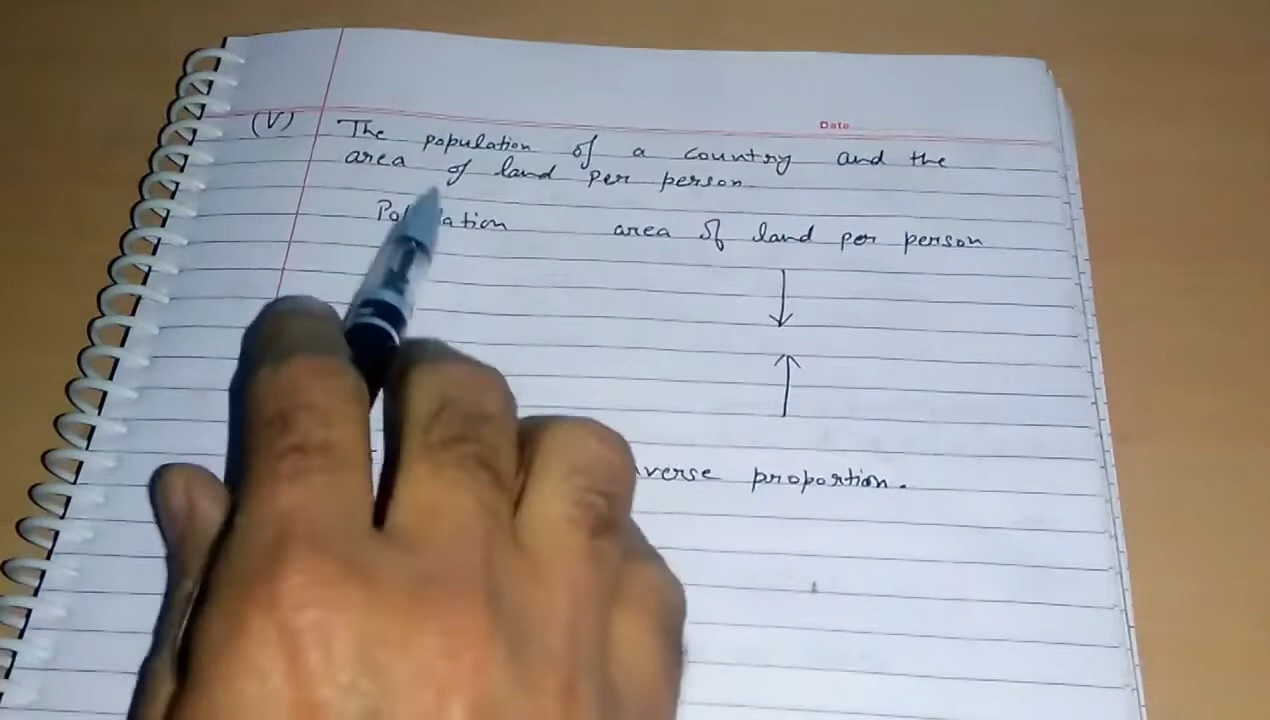 Date
(V) The population of a country and the
area of land per person
area of land per person
proportion.